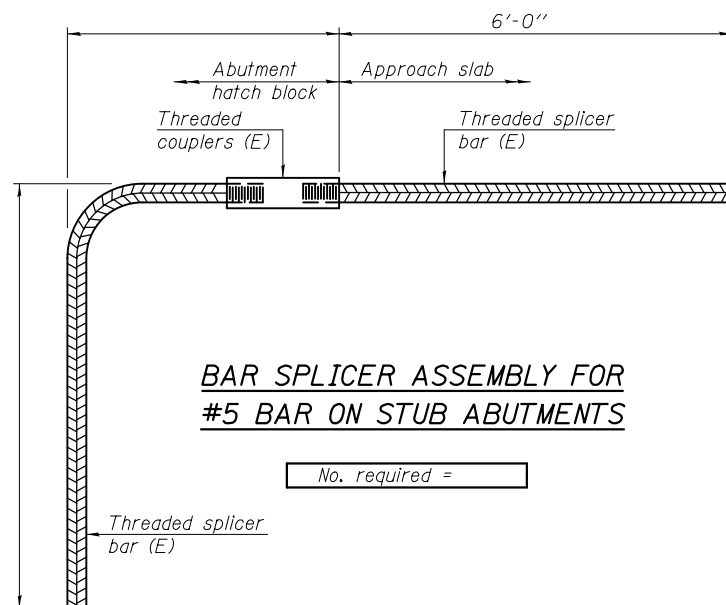 6'-0"
Abutment
hatch block
Approach slab
Threaded
couplers (E)
Threaded splicer
bar (E)
BAR SPLICER ASSEMBLY FOR
#5 BAR ON STUB ABUTMENTS
No. required =
Threaded splicer
bar (E)